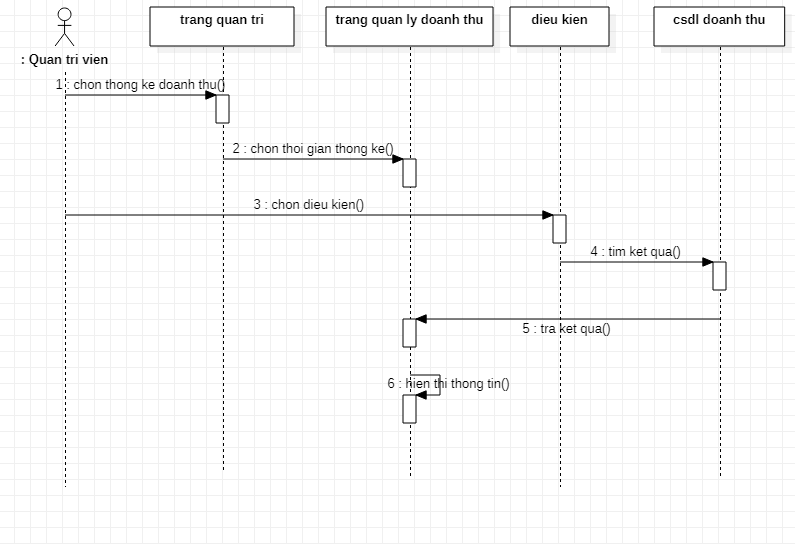 trang quan tri
trang quan ly doanh thu
dieu kien
csdl doanh thu
: Quan tri vien
1 : chon thong ke doanh thu()
2 : chon thoi gian thong ke()
3 : chon dieu kien()
4 : tim ket qua()
5 : tra ket qua()
6 : hien thi thong tin()